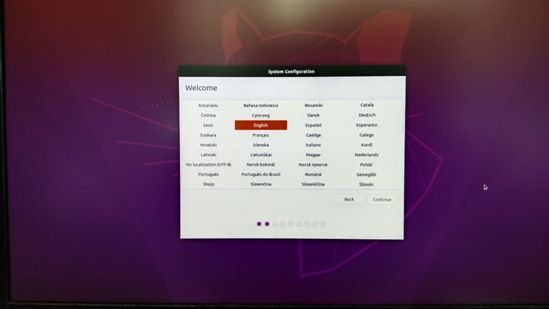 System Configuration
Welcome
Asturianu Bahasa Indonesia Bosanski Català
Čeština Cymraeg Dansk Deutsch
Eesti English Español Esperanto
Euskara Français Gaeilge Galego
Hrvatski Íslenska Italiano Kurdî
Latviski Lietuviškai Magyar Nederlands
No localization (UTF-8) Norsk bokmål Norsk nynorsk Polski
Português Português do Brasil Română Sámegillii
Shqip Slovenčina Slovenščina Šlůnski
Back Continue